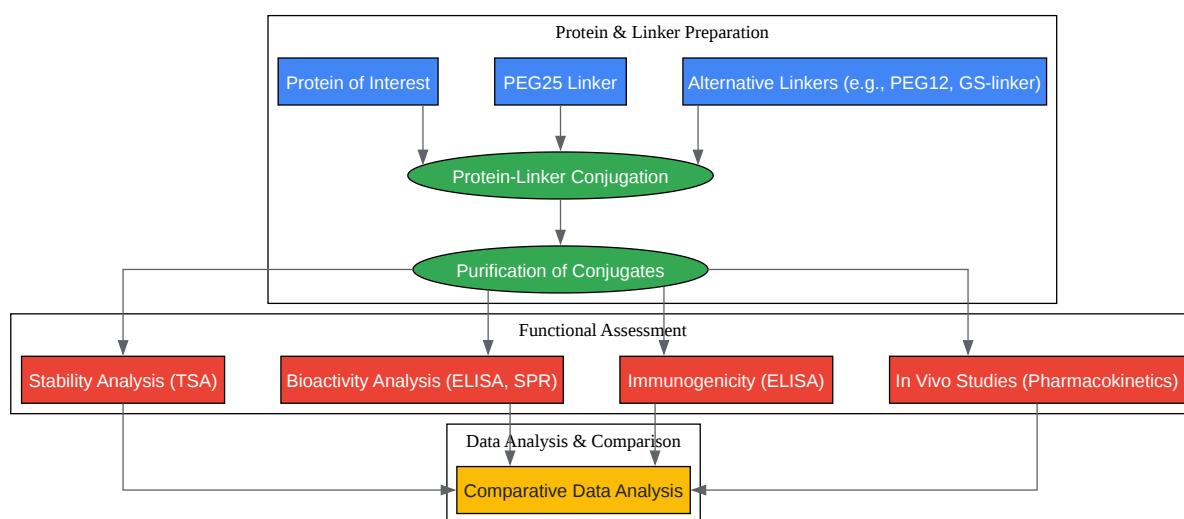 Protein & Linker Preparation
Protein of Interest
PEG25 Linker
Alternative Linkers (e.g., PEG12, GS-linker)
Protein-Linker Conjugation
Purification of Conjugates
Functional Assessment
Stability Analysis (TSA)
Bioactivity Analysis (ELISA, SPR)
Immunogenicity (ELISA)
In Vivo Studies (Pharmacokinetics)
Data Analysis & Comparison
Comparative Data Analysis